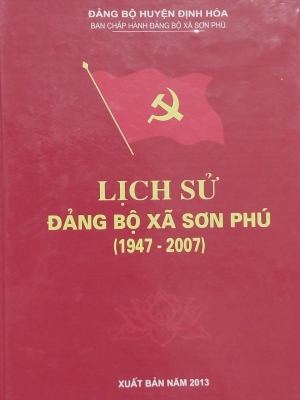 ĐẢNG BỘ HUYỆN ĐỊNH HÓA
BAN CHẤP HÀNH ĐẢNG BỘ XÃ SƠN PHÚ
LỊCH SỬ
ĐẢNG BỘ XÃ SƠN PHÚ
(1947 - 2007)
XUẤT BẢN NĂM 2013